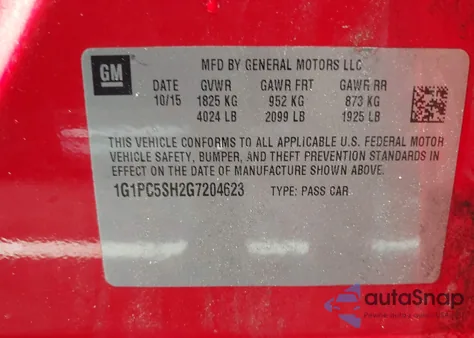 GM
MFD BY GENERAL MOTORS LLC
DATE GVWR GAWR FRT GAWR RR
10/15 1825 KG 952 KG 873 KG
4024 LB 2099 LB 1925 LB
THIS VEHICLE CONFORMS TO ALL APPLICABLE U.S. FEDERAL MOTOR
VEHICLE SAFETY, BUMPER, AND THEFT PREVENTION STANDARDS IN
EFFECT ON THE DATE OF MANUFACTURE SHOWN ABOVE.
1G1PC5SH2G7204623 TYPE: PASS CAR
autoSnap